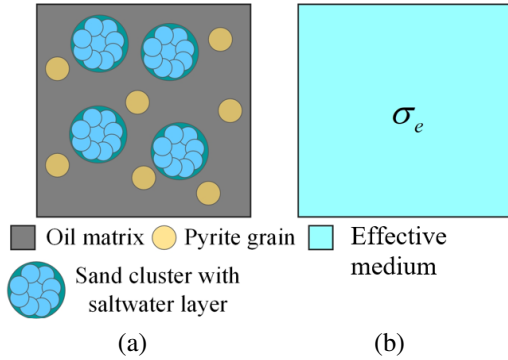 σe
Oil matrix Pyrite grain Effective medium
Sand cluster with
saltwater layer
(a) (b)